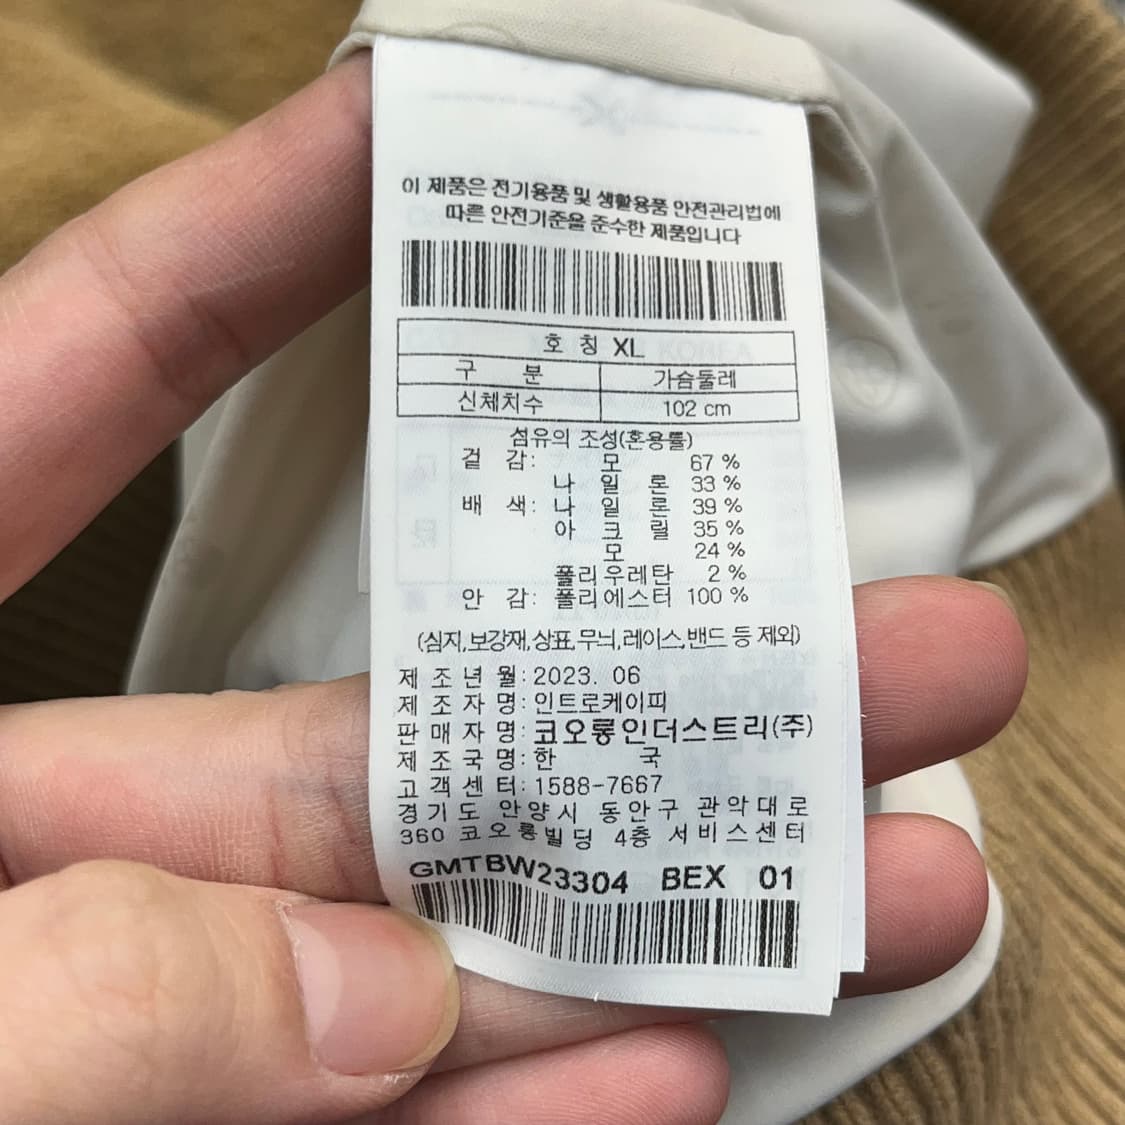 이 제품은 전기용품 및 생활용품 안전관리법에
따른 안전기준을 준수한 제품입니다
호 칭 XL
구 분 가슴둘레
신체치수 102 cm
섬유의 조성(혼용률)
겉 감: 모 67 %
나 일 론 33 %
배 색: 나 일 론 39 %
아 크 릴 35 %
모 24 %
폴리우레탄 2 %
안 감: 폴리에스터 100 %
(심지,보강재,상표,무늬,레이스,밴드 등 제외)
제 조 년 월: 2023. 06
제 조 자 명: 인트로케이피
판 매 자 명: 코오롱인더스트리(주)
제 조 국 명: 한 국
고 객 센 터: 1588-7667
경기도 안양시 동안구 관악대로
360 코오롱빌딩 4층 서비스센터
GMTBW23304 BEX 01